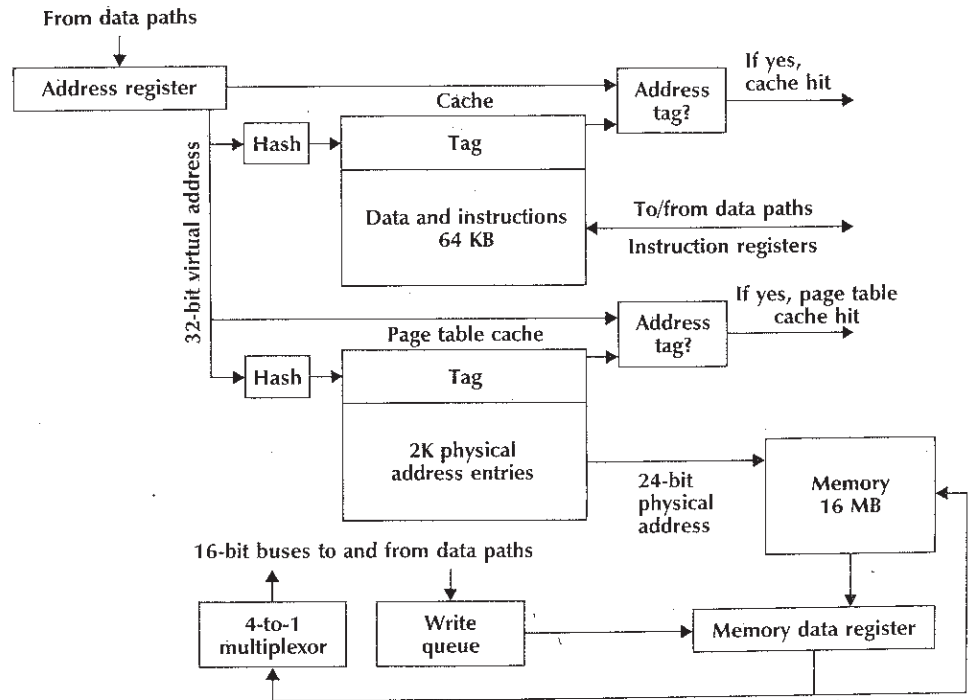 From data paths
Address register
Cache
Address
tag?
If yes,
cache hit
Hash
Tag
Data and instructions
64 KB
To/from data paths
Instruction registers
32-bit virtual address
Page table cache
Address
tag?
If yes, page table
cache hit
Hash
Tag
2K physical
address entries
24-bit
physical
address
Memory
16 MB
16-bit buses to and from data paths
4-to-1
multiplexor
Write
queue
Memory data register